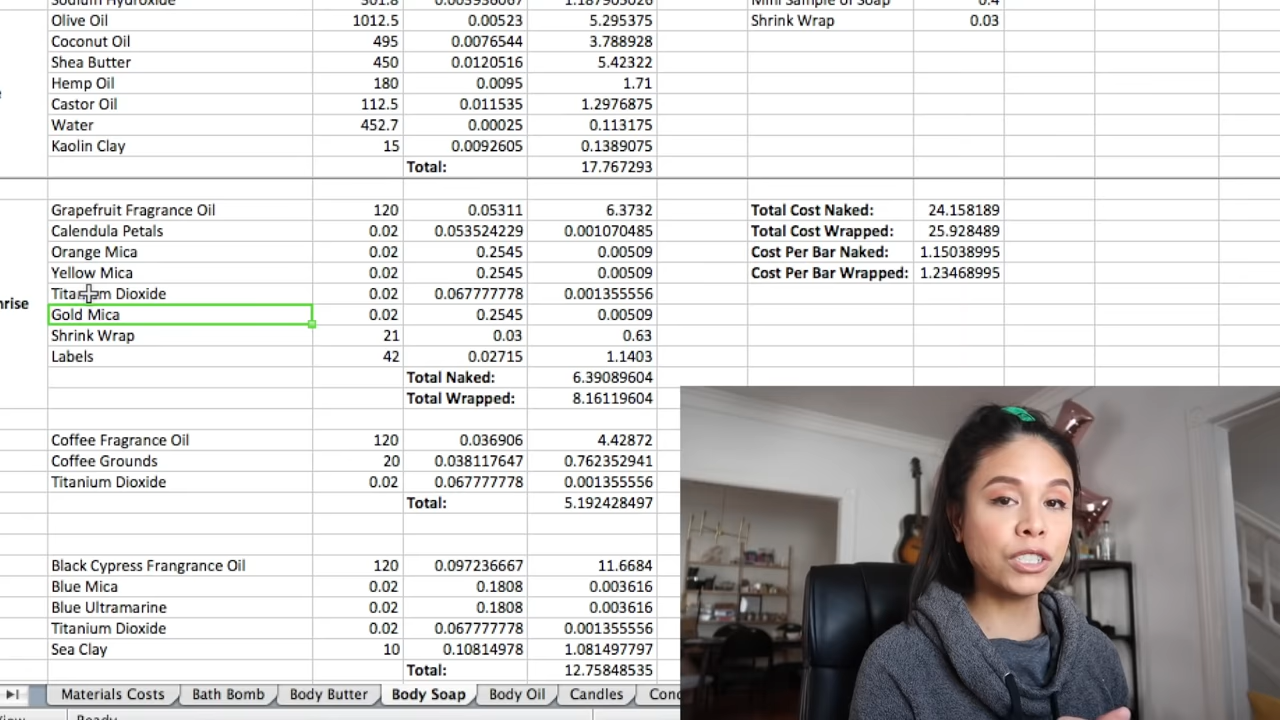 Olive Oil 1012.5 0.00523 5.295375 Shrink Wrap 0.03
Coconut Oil 495 0.0076544 3.788928
Shea Butter 450 0.0120516 5.42322
Hemp Oil 180 0.0095 1.71
Castor Oil 112.5 0.011535 1.2976875
Water 452.7 0.00025 0.113175
Kaolin Clay 15 0.0092605 0.1389075
Total: 17.767293
Grapefruit Fragrance Oil 120 0.05311 6.3732 Total Cost Naked: 24.158189
Calendula Petals 0.02 0.053524229 0.001070485 Total Cost Wrapped: 25.928489
Orange Mica 0.02 0.2545 0.00509 Cost Per Bar Naked: 1.15038995
Yellow Mica 0.02 0.2545 0.00509 Cost Per Bar Wrapped: 1.23468995
nrise Titanium Dioxide 0.02 0.067777778 0.001355556
Gold Mica 0.02 0.2545 0.00509
Shrink Wrap 21 0.03 0.63
Labels 42 0.02715 1.1403
Total Naked: 6.39089604
Total Wrapped: 8.16119604
Coffee Fragrance Oil 120 0.036906 4.42872
Coffee Grounds 20 0.038117647 0.762352941
Titanium Dioxide 0.02 0.067777778 0.001355556
Total: 5.192428497
Black Cypress Frangrance Oil 120 0.097236667 11.6684
Blue Mica 0.02 0.1808 0.003616
Blue Ultramarine 0.02 0.1808 0.003616
Titanium Dioxide 0.02 0.067777778 0.001355556
Sea Clay 10 0.10814978 1.081497797
Total: 12.75848535
Materials Costs Bath Bomb Body Butter Body Soap Body Oil Candles